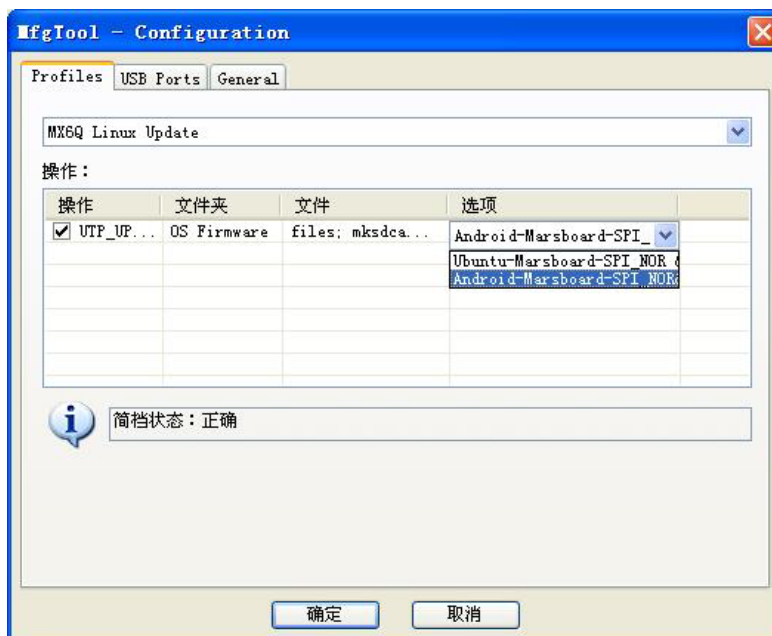 MfgTool - Configuration
Profiles USB Ports General
MX6Q Linux Update
操作：
操作 文件夹 文件 选项
UTP_UP... OS Firmware files; mksdca... Android-Marsboard-SPI_
Ubuntu-Marsboard-SPI_NOR
Android-Marsboard-SPI_NOR
简档状态：正确
确定 取消